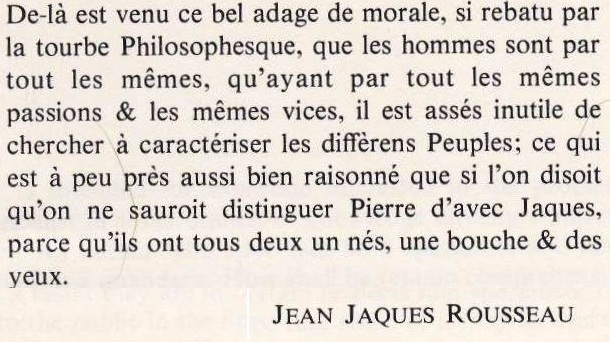 De-là est venu ce bel adage de morale, si rebatu par
la tourbe Philosophesque, que les hommes sont par
tout les mêmes, qu'ayant par tout les mêmes
passions & les mêmes vices, il est assés inutile de
chercher à caractériser les diffèrens Peuples; ce qui
est à peu près aussi bien raisonné que si l'on disoit
qu'on ne sauroit distinguer Pierre d'avec Jaques,
parce qu'ils ont tous deux un nés, une bouche & des
yeux.
JEAN JAQUES ROUSSEAU